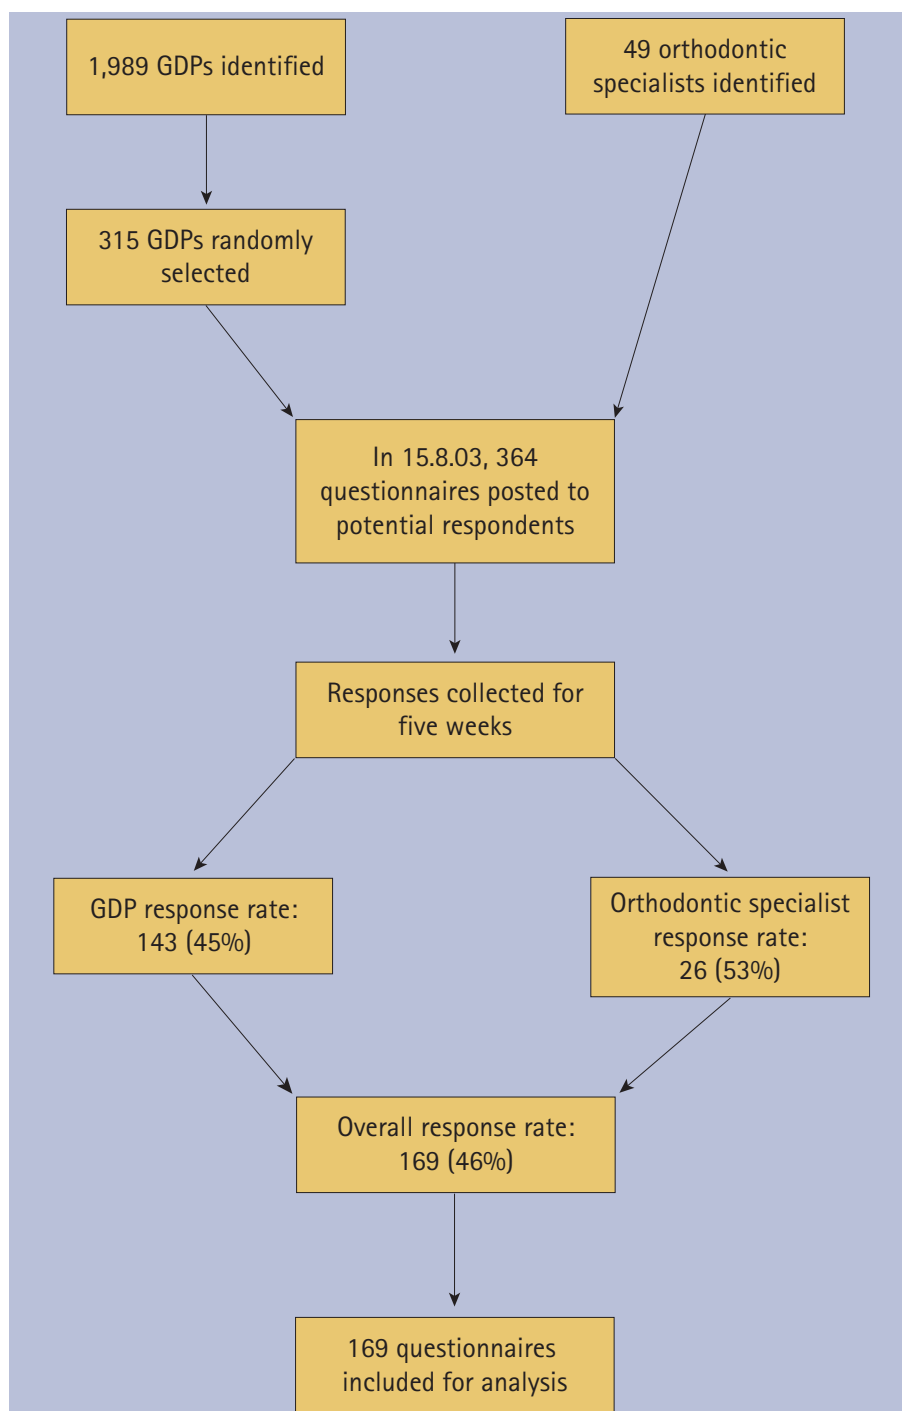 1,989 GDPs identified
49 orthodontic
specialists identified
315 GDPs randomly
selected
In 15.8.03, 364
questionnaires posted to
potential respondents
Responses collected for
five weeks
GDP response rate:
143 (45%)
Orthodontic specialist
response rate:
26 (53%)
Overall response rate:
169 (46%)
169 questionnaires
included for analysis